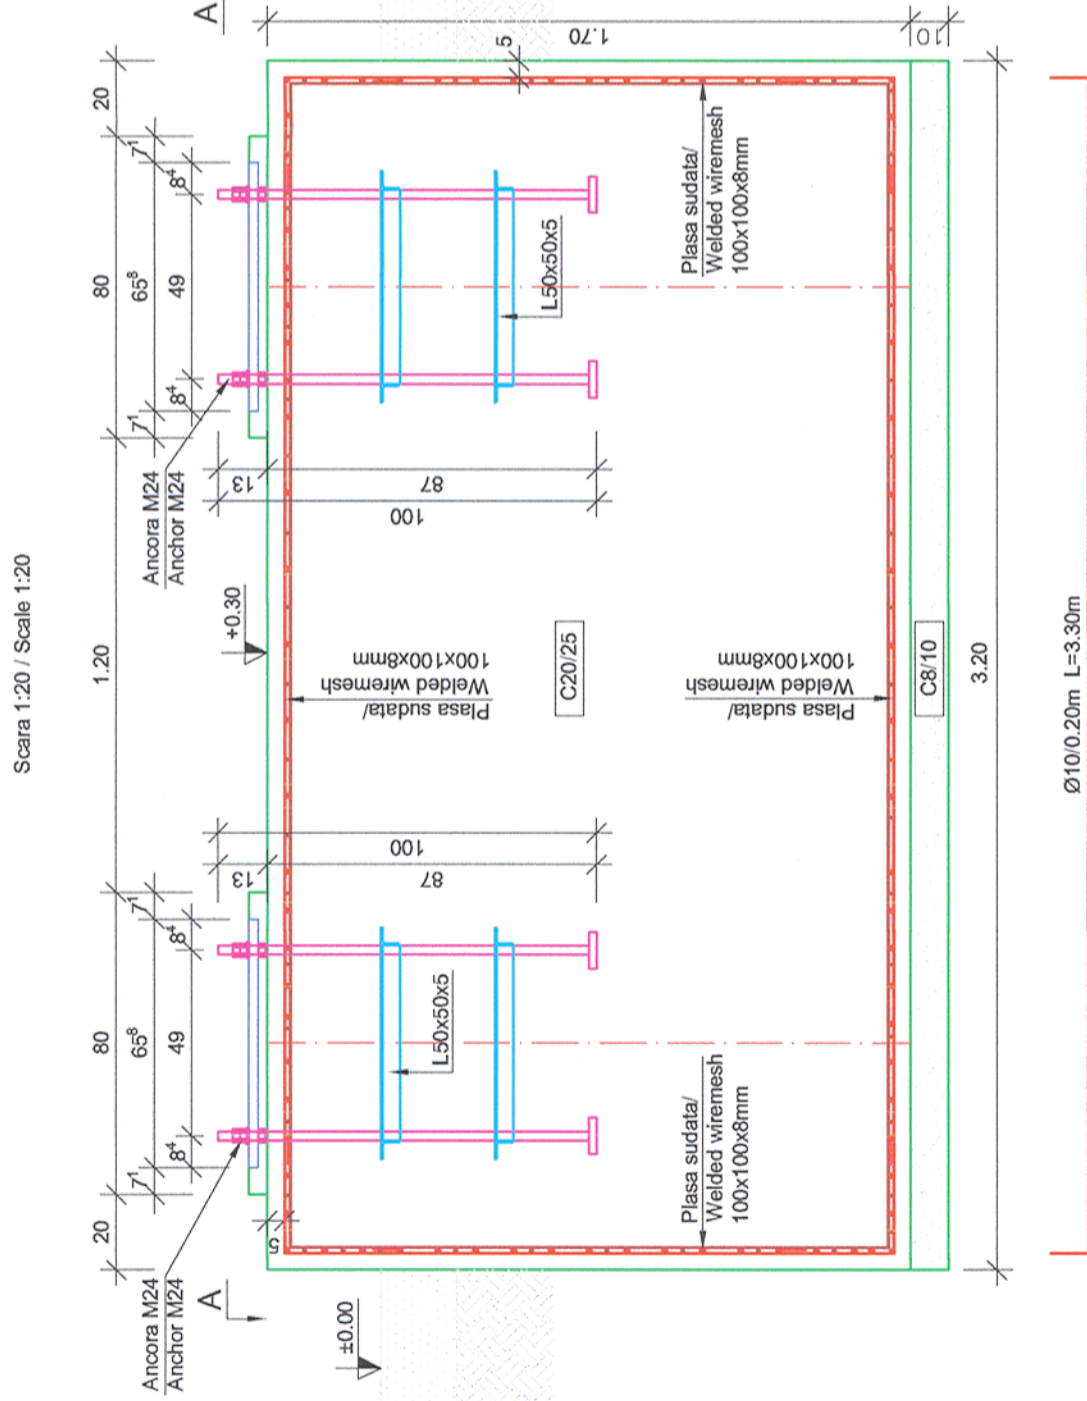 Scara 1:20 / Scale 1:20
20
80
1.20
80
20
7¹
65⁸
7¹
7¹
65⁸
7¹
8⁴
49
8⁴
8⁴
49
8⁴
Ancora M24
Anchor M24
Ancora M24
Anchor M24
A
A
+0.30
±0.00
13
87
100
13
87
100
5
5
L50x50x5
L50x50x5
Plasa sudata/
Welded wiremesh
100x100x8mm
Plasa sudata/
Welded wiremesh
100x100x8mm
Plasa sudata/
Welded wiremesh
100x100x8mm
Plasa sudata/
Welded wiremesh
100x100x8mm
C20/25
C8/10
1.70
10
3.20
Ø10/0.20m L=3.30m